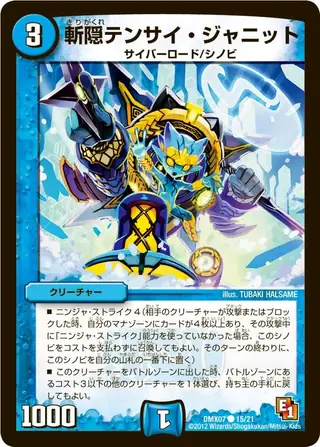 3
きりがくれ
斬隠テンサイ・ジャニット
サイバーロード/シノビ
illus. TUBAKI HALSAME
クリーチャー
■ ニンジャ・ストライク4(相手のクリーチャーが攻撃またはブロ
ックした時、自分のマナゾーンにカードが4枚以上あり、その攻撃中
に「ニンジャ・ストライク」能力を使っていなかった場合、このシノ
ビをコストを支払わずに召喚してもよい。そのターンの終わりに、こ
のシノビを自分の山札の一番下に置く)
■ このクリーチャーをバトルゾーンに出した時、バトルゾーンにあ
るコスト3以下の他のクリーチャーを1体選び、持ち主の手札に戻
してもよい。
1000
1
E1
DMX07 ● 15/21
©2012 Wizards/Shogakukan/Mitsui-Kids